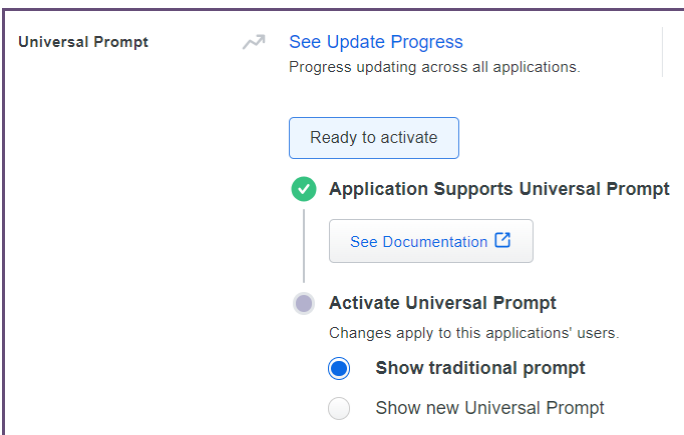 Universal Prompt
See Update Progress
Progress updating across all applications.
Ready to activate
Application Supports Universal Prompt
See Documentation
Activate Universal Prompt
Changes apply to this applications' users.
Show traditional prompt
Show new Universal Prompt